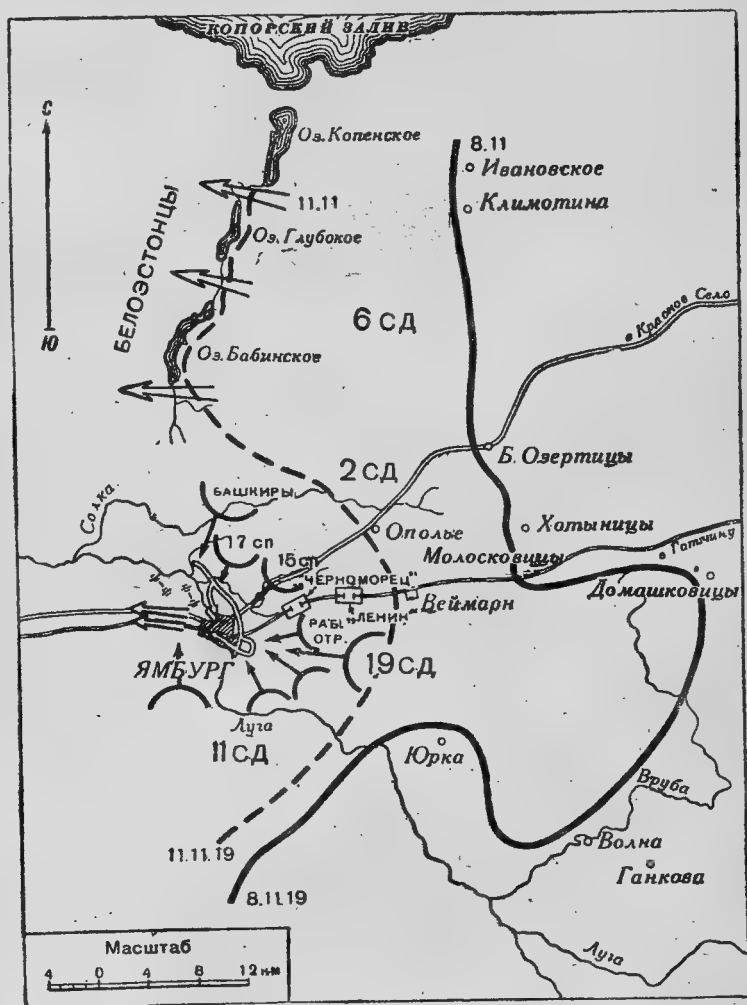 КОПОРСКИЙ ЗАЛИВ
С
Ю
Оз. Копенское
8.11
Ивановское
Климотина
11.11
Оз. Глубокое
БЕЛОЭСТОНЦЫ
6 СД
Красное Село
Оз. Бабинское
2 СД
Б. Озертицы
БАШКИРЫ
Солка
17 сп
Ополье
Хотыницы
15 сп
Молосковицы
Гатчину
"ЧЕРНОМОРЕЦ"
"ЛЕНИН"
Веймарн
Домашковицы
РАБ.
ОТР.
19 СД
ЯМБУРГ
Луга
11 СД
Юрка
Вруба
11.11.19
Волна
8.11.19
Ганкова
Луга
Масштаб
4 0 4 8 12 км